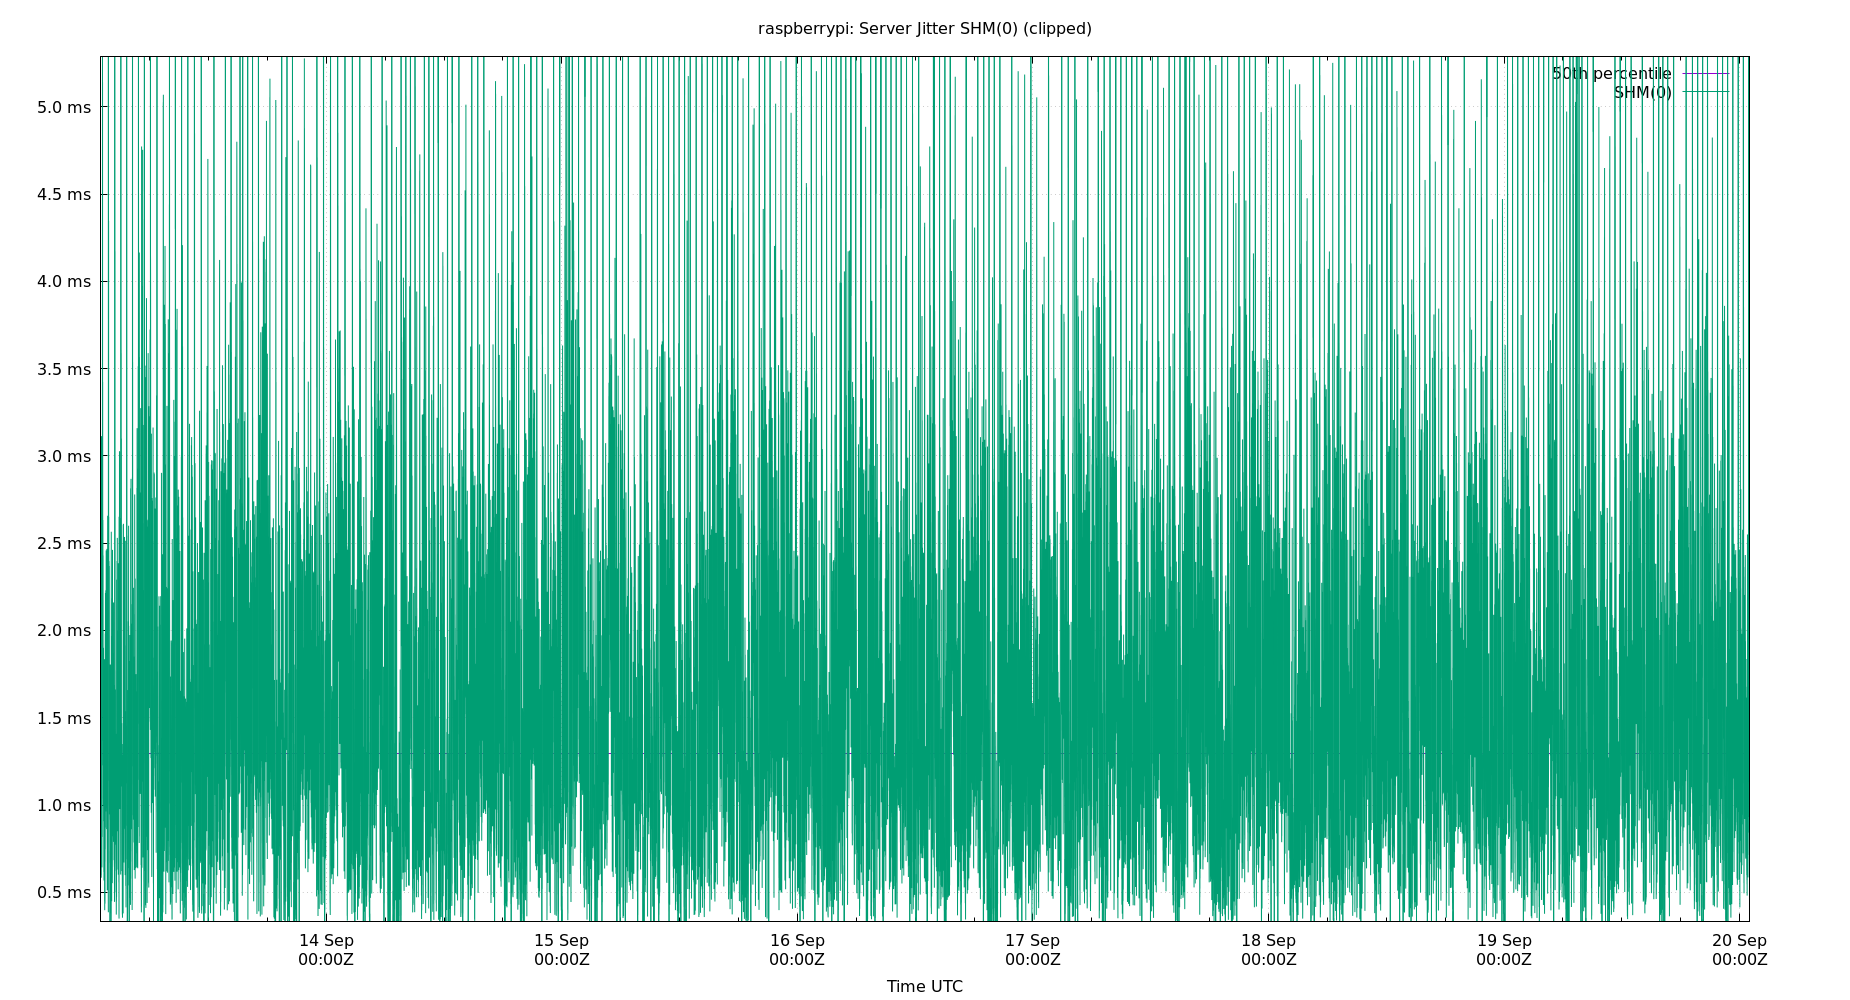 raspberrypi: Server Jitter SHM(0) (clipped)
50th percentile
SHM(0)
5.0 ms
4.5 ms
4.0 ms
3.5 ms
3.0 ms
2.5 ms
2.0 ms
1.5 ms
1.0 ms
0.5 ms
14 Sep 15 Sep 16 Sep 17 Sep 18 Sep 19 Sep 20 Sep
00:00Z 00:00Z 00:00Z 00:00Z 00:00Z 00:00Z 00:00Z
Time UTC